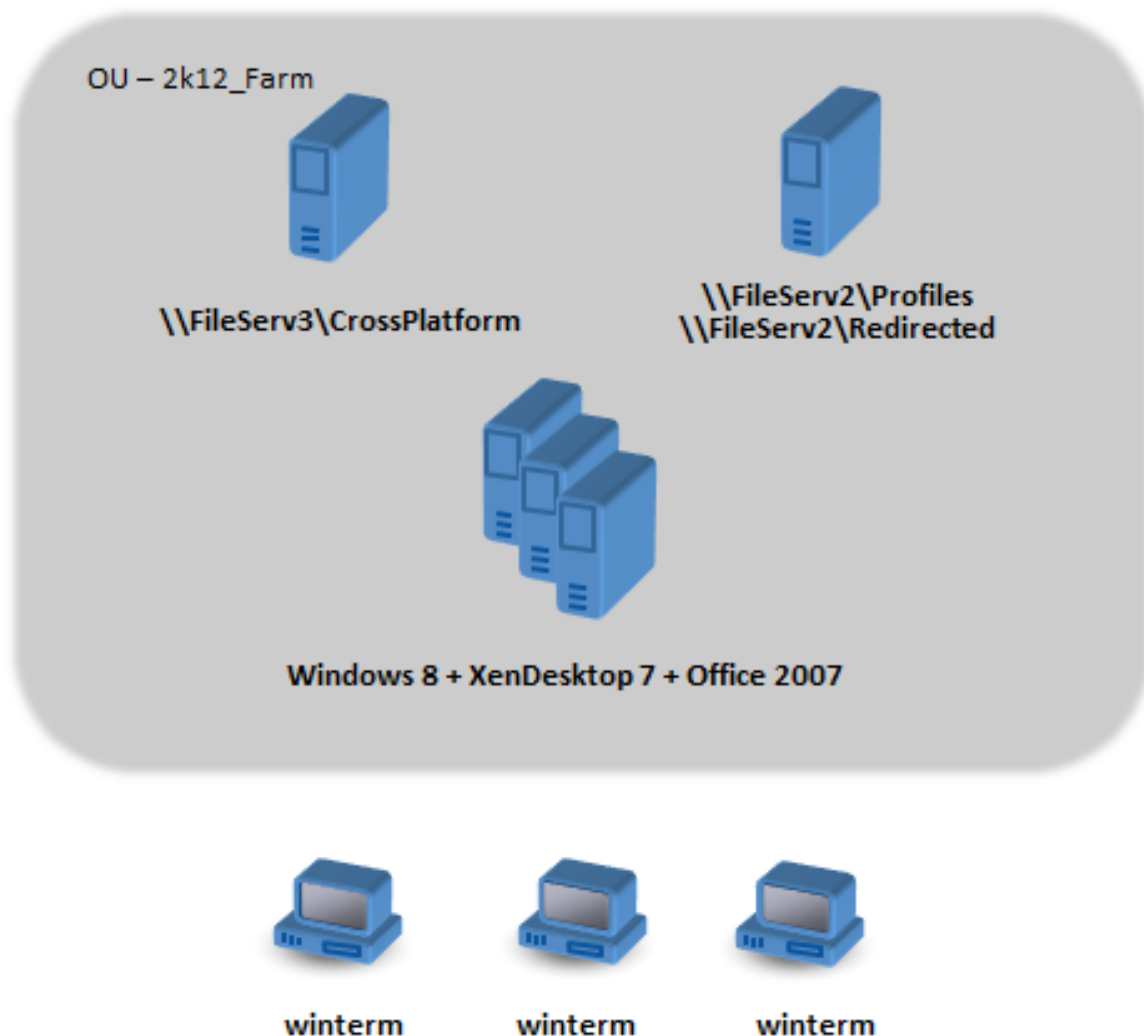 OU – 2k12_Farm
\\FileServ3\CrossPlatform
\\FileServ2\Profiles
\\FileServ2\Redirected
Windows 8 + XenDesktop 7 + Office 2007
winterm
winterm
winterm